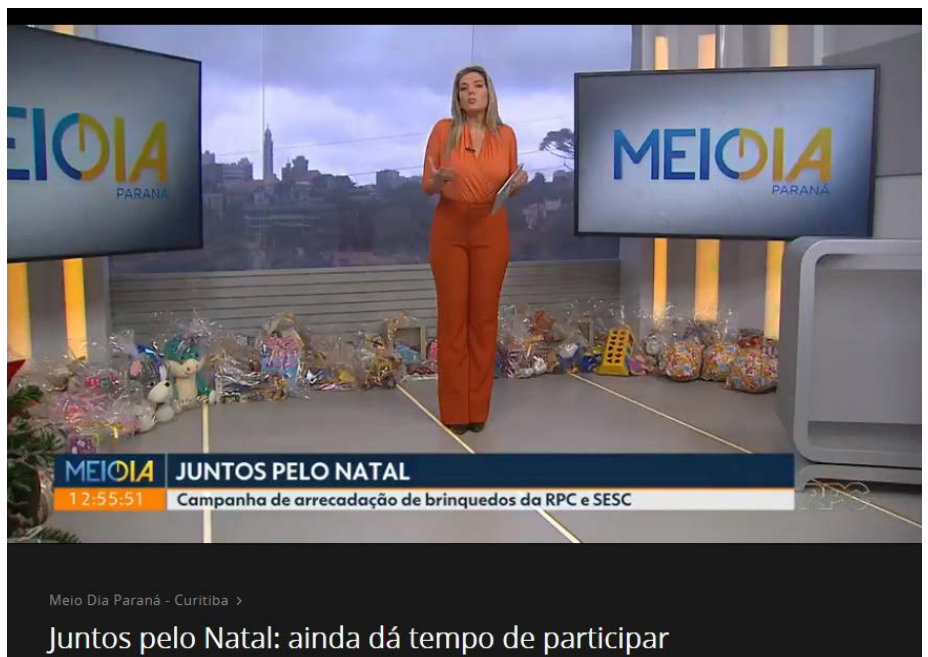 EIODIA
PARANÁ
MEIODIA
PARANÁ
MEIODIA
JUNTOS PELO NATAL
12:55:51
Campanha de arrecadação de brinquedos da RPC e SESC
RPC
Meio Dia Paraná - Curitiba >
Juntos pelo Natal: ainda dá tempo de participar